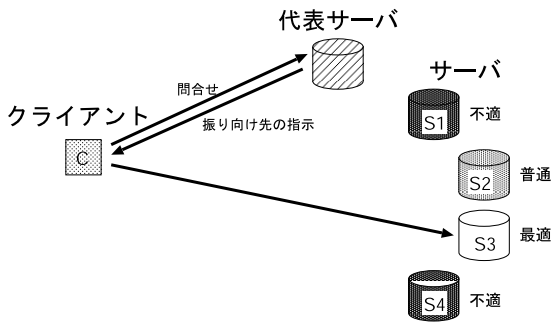 代表サーバ
サーバ
問合せ
クライアント
振り向け先の指示
S1
不適
C
S2
普通
S3
最適
S4
不適